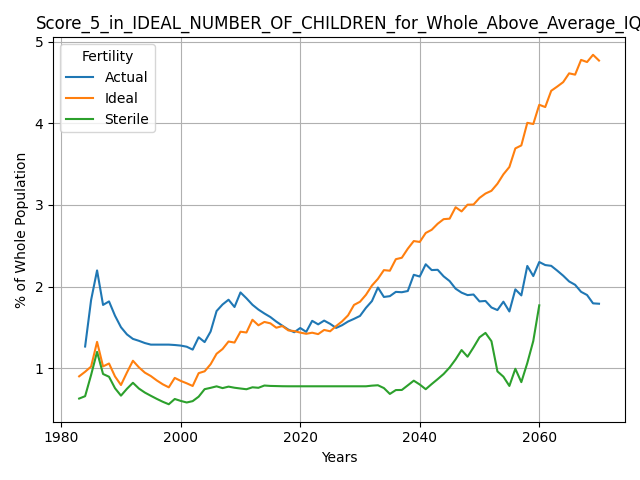 Score_5_in_IDEAL_NUMBER_OF_CHILDREN_for_Whole_Above_Average_IQ
Fertility
Actual
Ideal
Sterile
% of Whole Population
5
4
3
2
1
1980 2000 2020 2040 2060
Years